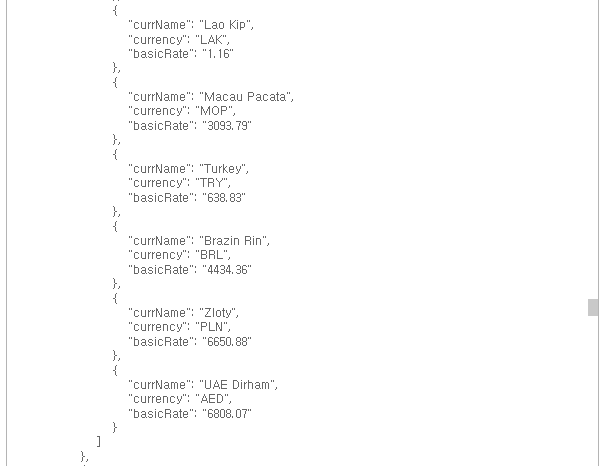 {
"currName": "Lao Kip",
"currency": "LAK",
"basicRate": "1.16"
},
{
"currName": "Macau Pacata",
"currency": "MOP",
"basicRate": "3093.79"
},
{
"currName": "Turkey",
"currency": "TRY",
"basicRate": "638.83"
},
{
"currName": "Brazin Rin",
"currency": "BRL",
"basicRate": "4434.36"
},
{
"currName": "Zloty",
"currency": "PLN",
"basicRate": "6650.88"
},
{
"currName": "UAE Dirham",
"currency": "AED",
"basicRate": "6808.07"
}
]
},